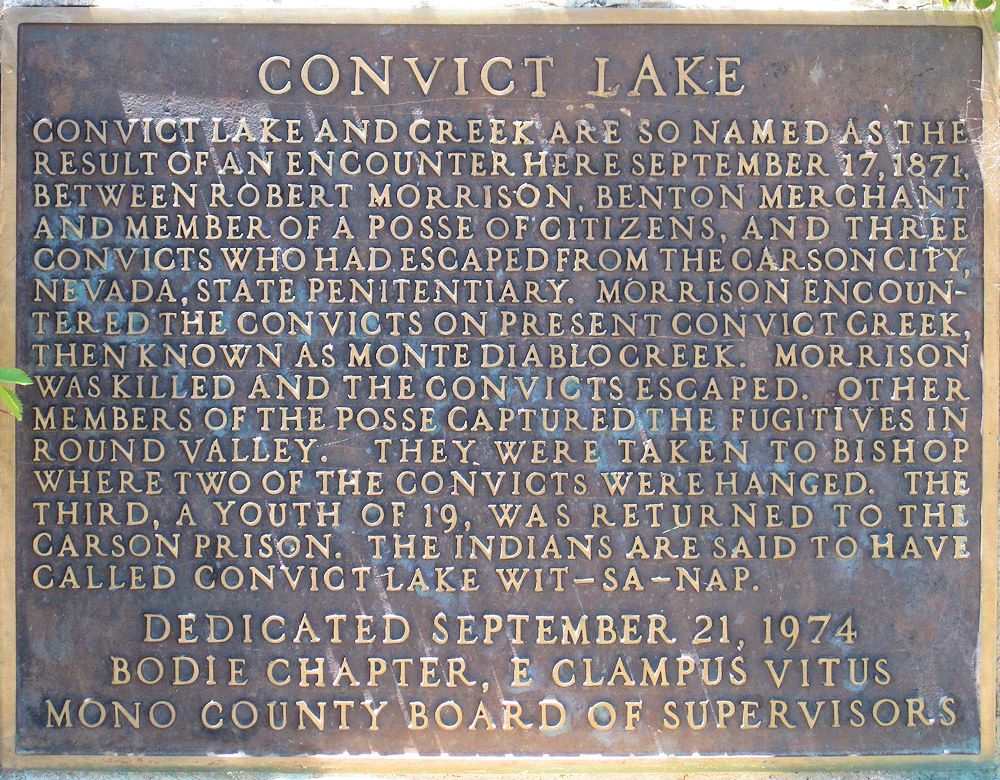 CONVICT LAKE
CONVICT LAKE AND CREEK ARE SO NAMED AS THE
RESULT OF AN ENCOUNTER HERE SEPTEMBER 17, 1871,
BETWEEN ROBERT MORRISON, BENTON MERCHANT
AND MEMBER OF A POSSE OF CITIZENS, AND THREE
CONVICTS WHO HAD ESCAPED FROM THE CARSON CITY,
NEVADA, STATE PENITENTIARY. MORRISON ENCOUN-
TERED THE CONVICTS ON PRESENT CONVICT CREEK,
THEN KNOWN AS MONTE DIABLO CREEK. MORRISON
WAS KILLED AND THE CONVICTS ESCAPED. OTHER
MEMBERS OF THE POSSE CAPTURED THE FUGITIVES IN
ROUND VALLEY. THEY WERE TAKEN TO BISHOP
WHERE TWO OF THE CONVICTS WERE HANGED. THE
THIRD, A YOUTH OF 19, WAS RETURNED TO THE
CARSON PRISON. THE INDIANS ARE SAID TO HAVE
CALLED CONVICT LAKE WIT-SA-NAP.
DEDICATED SEPTEMBER 21, 1974
BODIE CHAPTER, E CLAMPUS VITUS
MONO COUNTY BOARD OF SUPERVISORS